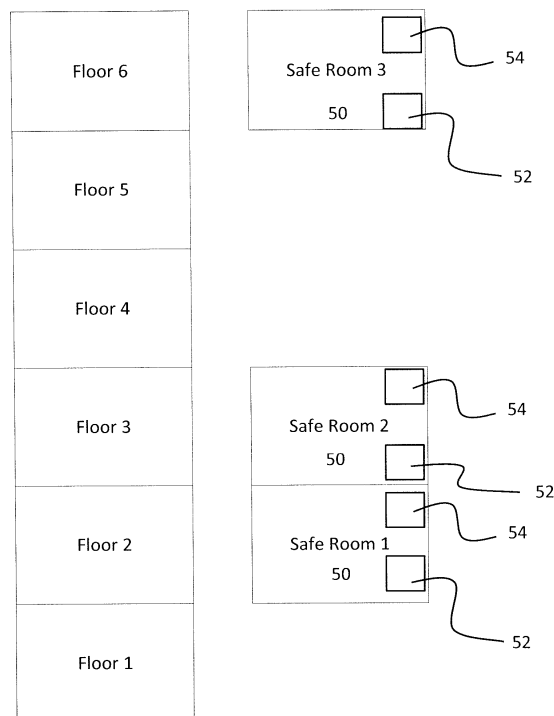 Floor 6
Safe Room 3
54
50
52
Floor 5
Floor 4
Floor 3
Safe Room 2
54
50
52
Floor 2
Safe Room 1
54
50
52
Floor 1